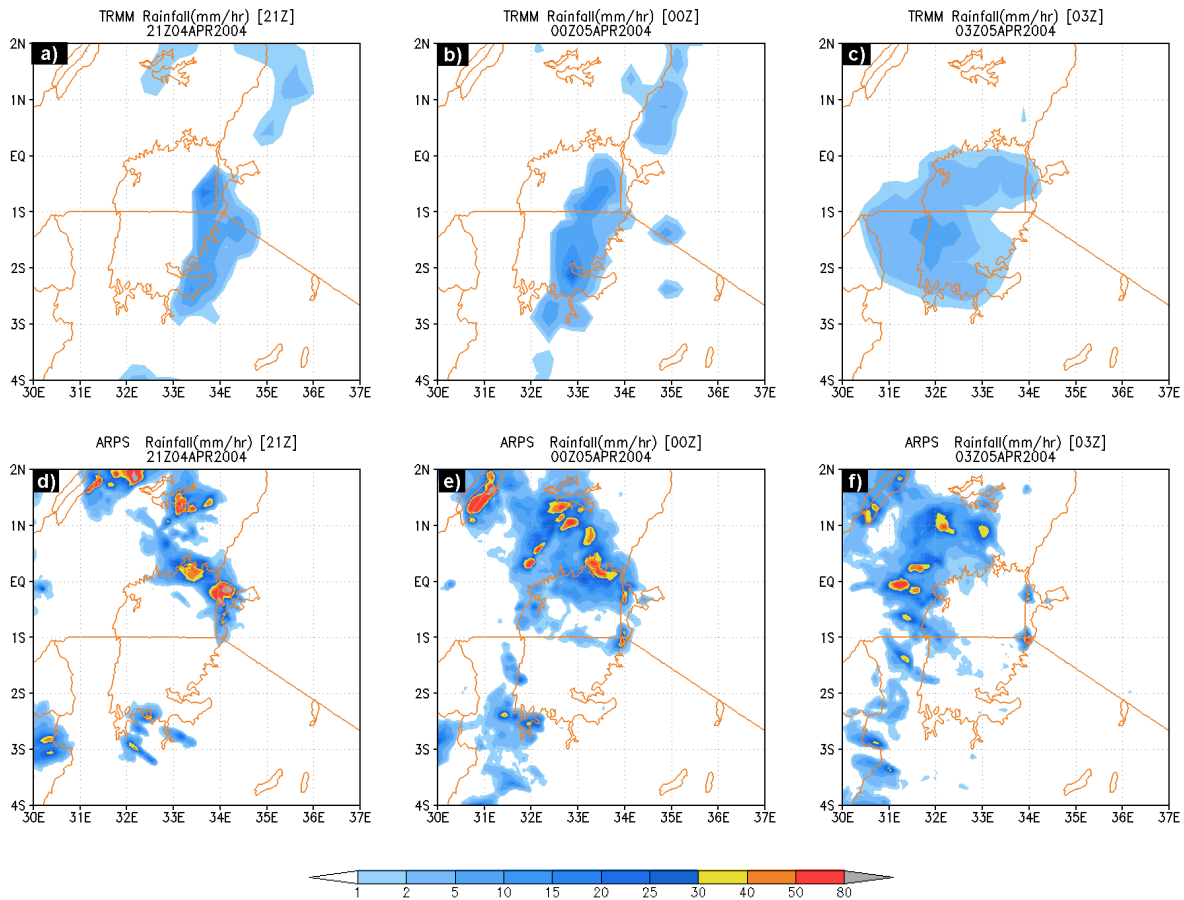 TRMM Rainfall(mm/hr) [21Z]
21Z04APR2004
a)
2N
1N
EQ
1S
2S
3S
4S
30E 31E 32E 33E 34E 35E 36E 37E
TRMM Rainfall(mm/hr) [00Z]
00Z05APR2004
b)
2N
1N
EQ
1S
2S
3S
4S
30E 31E 32E 33E 34E 35E 36E 37E
TRMM Rainfall(mm/hr) [03Z]
03Z05APR2004
c)
2N
1N
EQ
1S
2S
3S
4S
30E 31E 32E 33E 34E 35E 36E 37E
ARPS Rainfall(mm/hr) [21Z]
21Z04APR2004
d)
2N
1N
EQ
1S
2S
3S
4S
30E 31E 32E 33E 34E 35E 36E 37E
ARPS Rainfall(mm/hr) [00Z]
00Z05APR2004
e)
2N
1N
EQ
1S
2S
3S
4S
30E 31E 32E 33E 34E 35E 36E 37E
ARPS Rainfall(mm/hr) [03Z]
03Z05APR2004
f)
2N
1N
EQ
1S
2S
3S
4S
30E 31E 32E 33E 34E 35E 36E 37E
1 2 5 10 15 20 25 30 40 50 80